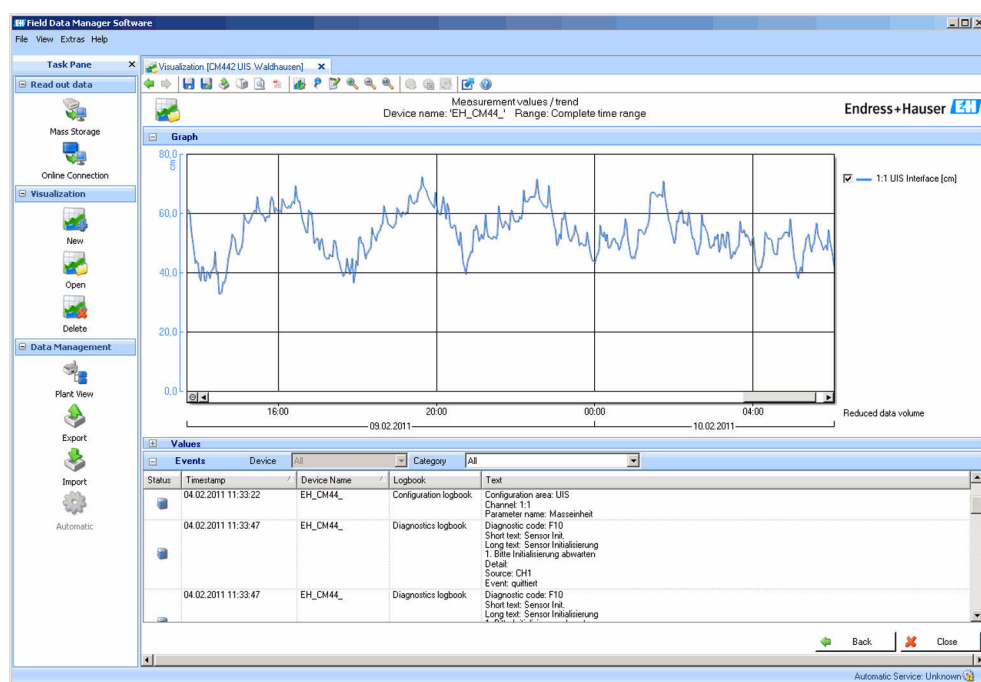 Field Data Manager Software
File View Extras Help
Task Pane
Read out data
Mass Storage
Online Connection
Visualization
New
Open
Delete
Data Management
Plant View
Export
Import
Automatic
Visualization [CM442 UIS Waldhausen]
Measurement values / trend
Device name: 'EH_CM44_' Range: Complete time range
Endress+Hauser EH
Graph
80,0
cm
60,0
40,0
20,0
0,0
16:00 20:00 00:00 04:00
09.02.2011 10.02.2011
1:1 UIS Interface [cm]
Reduced data volume
Values
Events Device All Category All
Status Timestamp Device Name Logbook Text
04.02.2011 11:33:22 EH_CM44_ Configuration logbook Configuration area: UIS
Channel: 1:1
Parameter name: Masseinheit
04.02.2011 11:33:47 EH_CM44_ Diagnostics logbook Diagnostic code: F10
Short text: Sensor Init.
Long text: Sensor Initialisierung
1. Bitte Initialisierung abwarten
Detail:
Source: CH1
Event: quittiert
04.02.2011 11:33:47 EH_CM44_ Diagnostics logbook Diagnostic code: F10
Short text: Sensor Init.
Long text: Sensor Initialisierung
Back Close
Automatic Service: Unknown